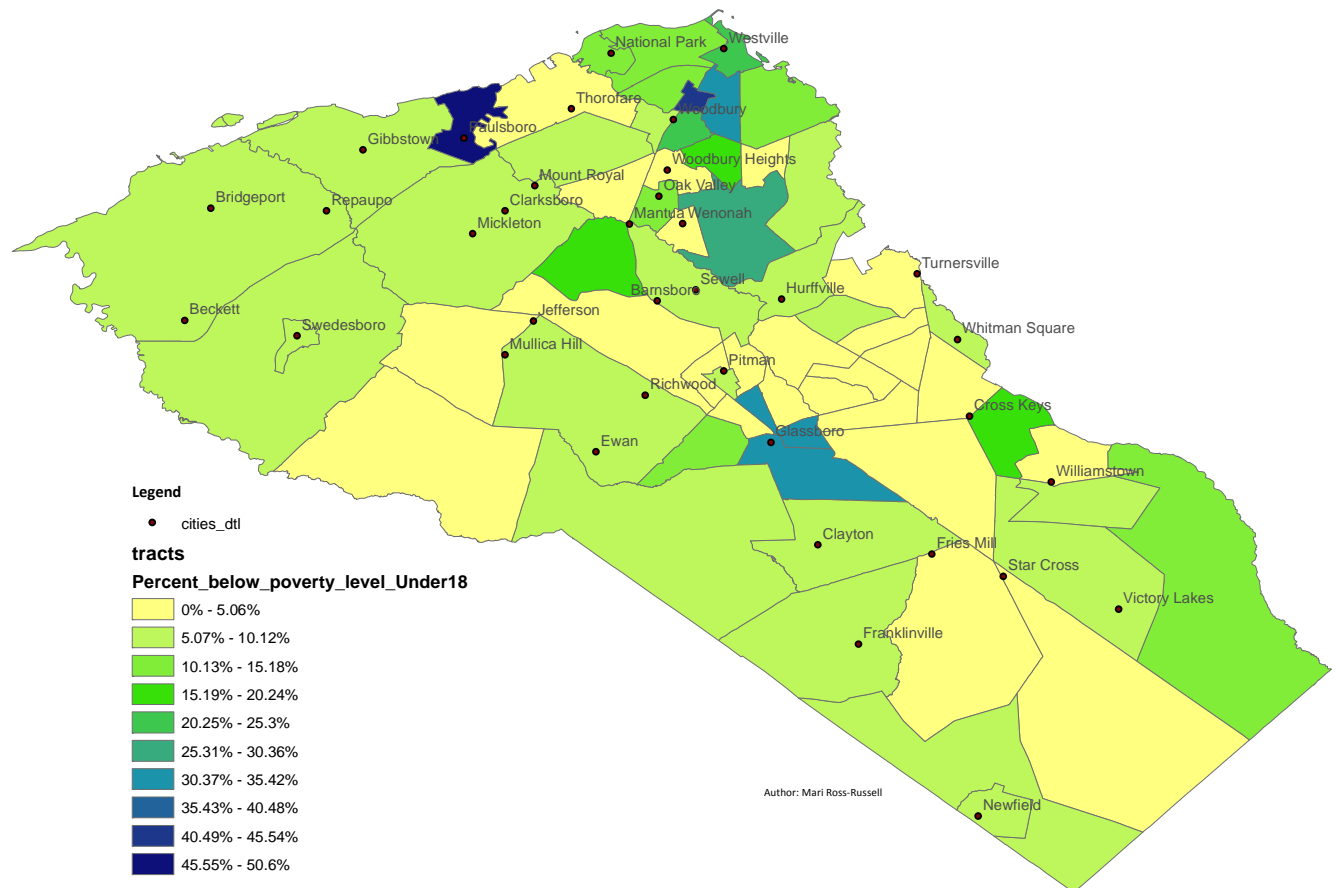 Westville
National Park
Thorofare
Woodbury
Paulsboro
Gibbstown
Woodbury Heights
Mount Royal
Oak Valley
Bridgeport
Repaupo
Clarksboro
Mantua
Wenonah
Mickleton
Turnersville
Sewell
Barnsboro
Hurffville
Beckett
Jefferson
Swedesboro
Whitman Square
Mullica Hill
Pitman
Richwood
Cross Keys
Glassboro
Ewan
Williamstown
Clayton
Fries Mill
Star Cross
Victory Lakes
Franklinville
Newfield
Legend
cities_dtl
tracts
Percent_below_poverty_level_Under18
0% - 5.06%
5.07% - 10.12%
10.13% - 15.18%
15.19% - 20.24%
20.25% - 25.3%
25.31% - 30.36%
30.37% - 35.42%
35.43% - 40.48%
40.49% - 45.54%
45.55% - 50.6%
Author: Mari Ross-Russell